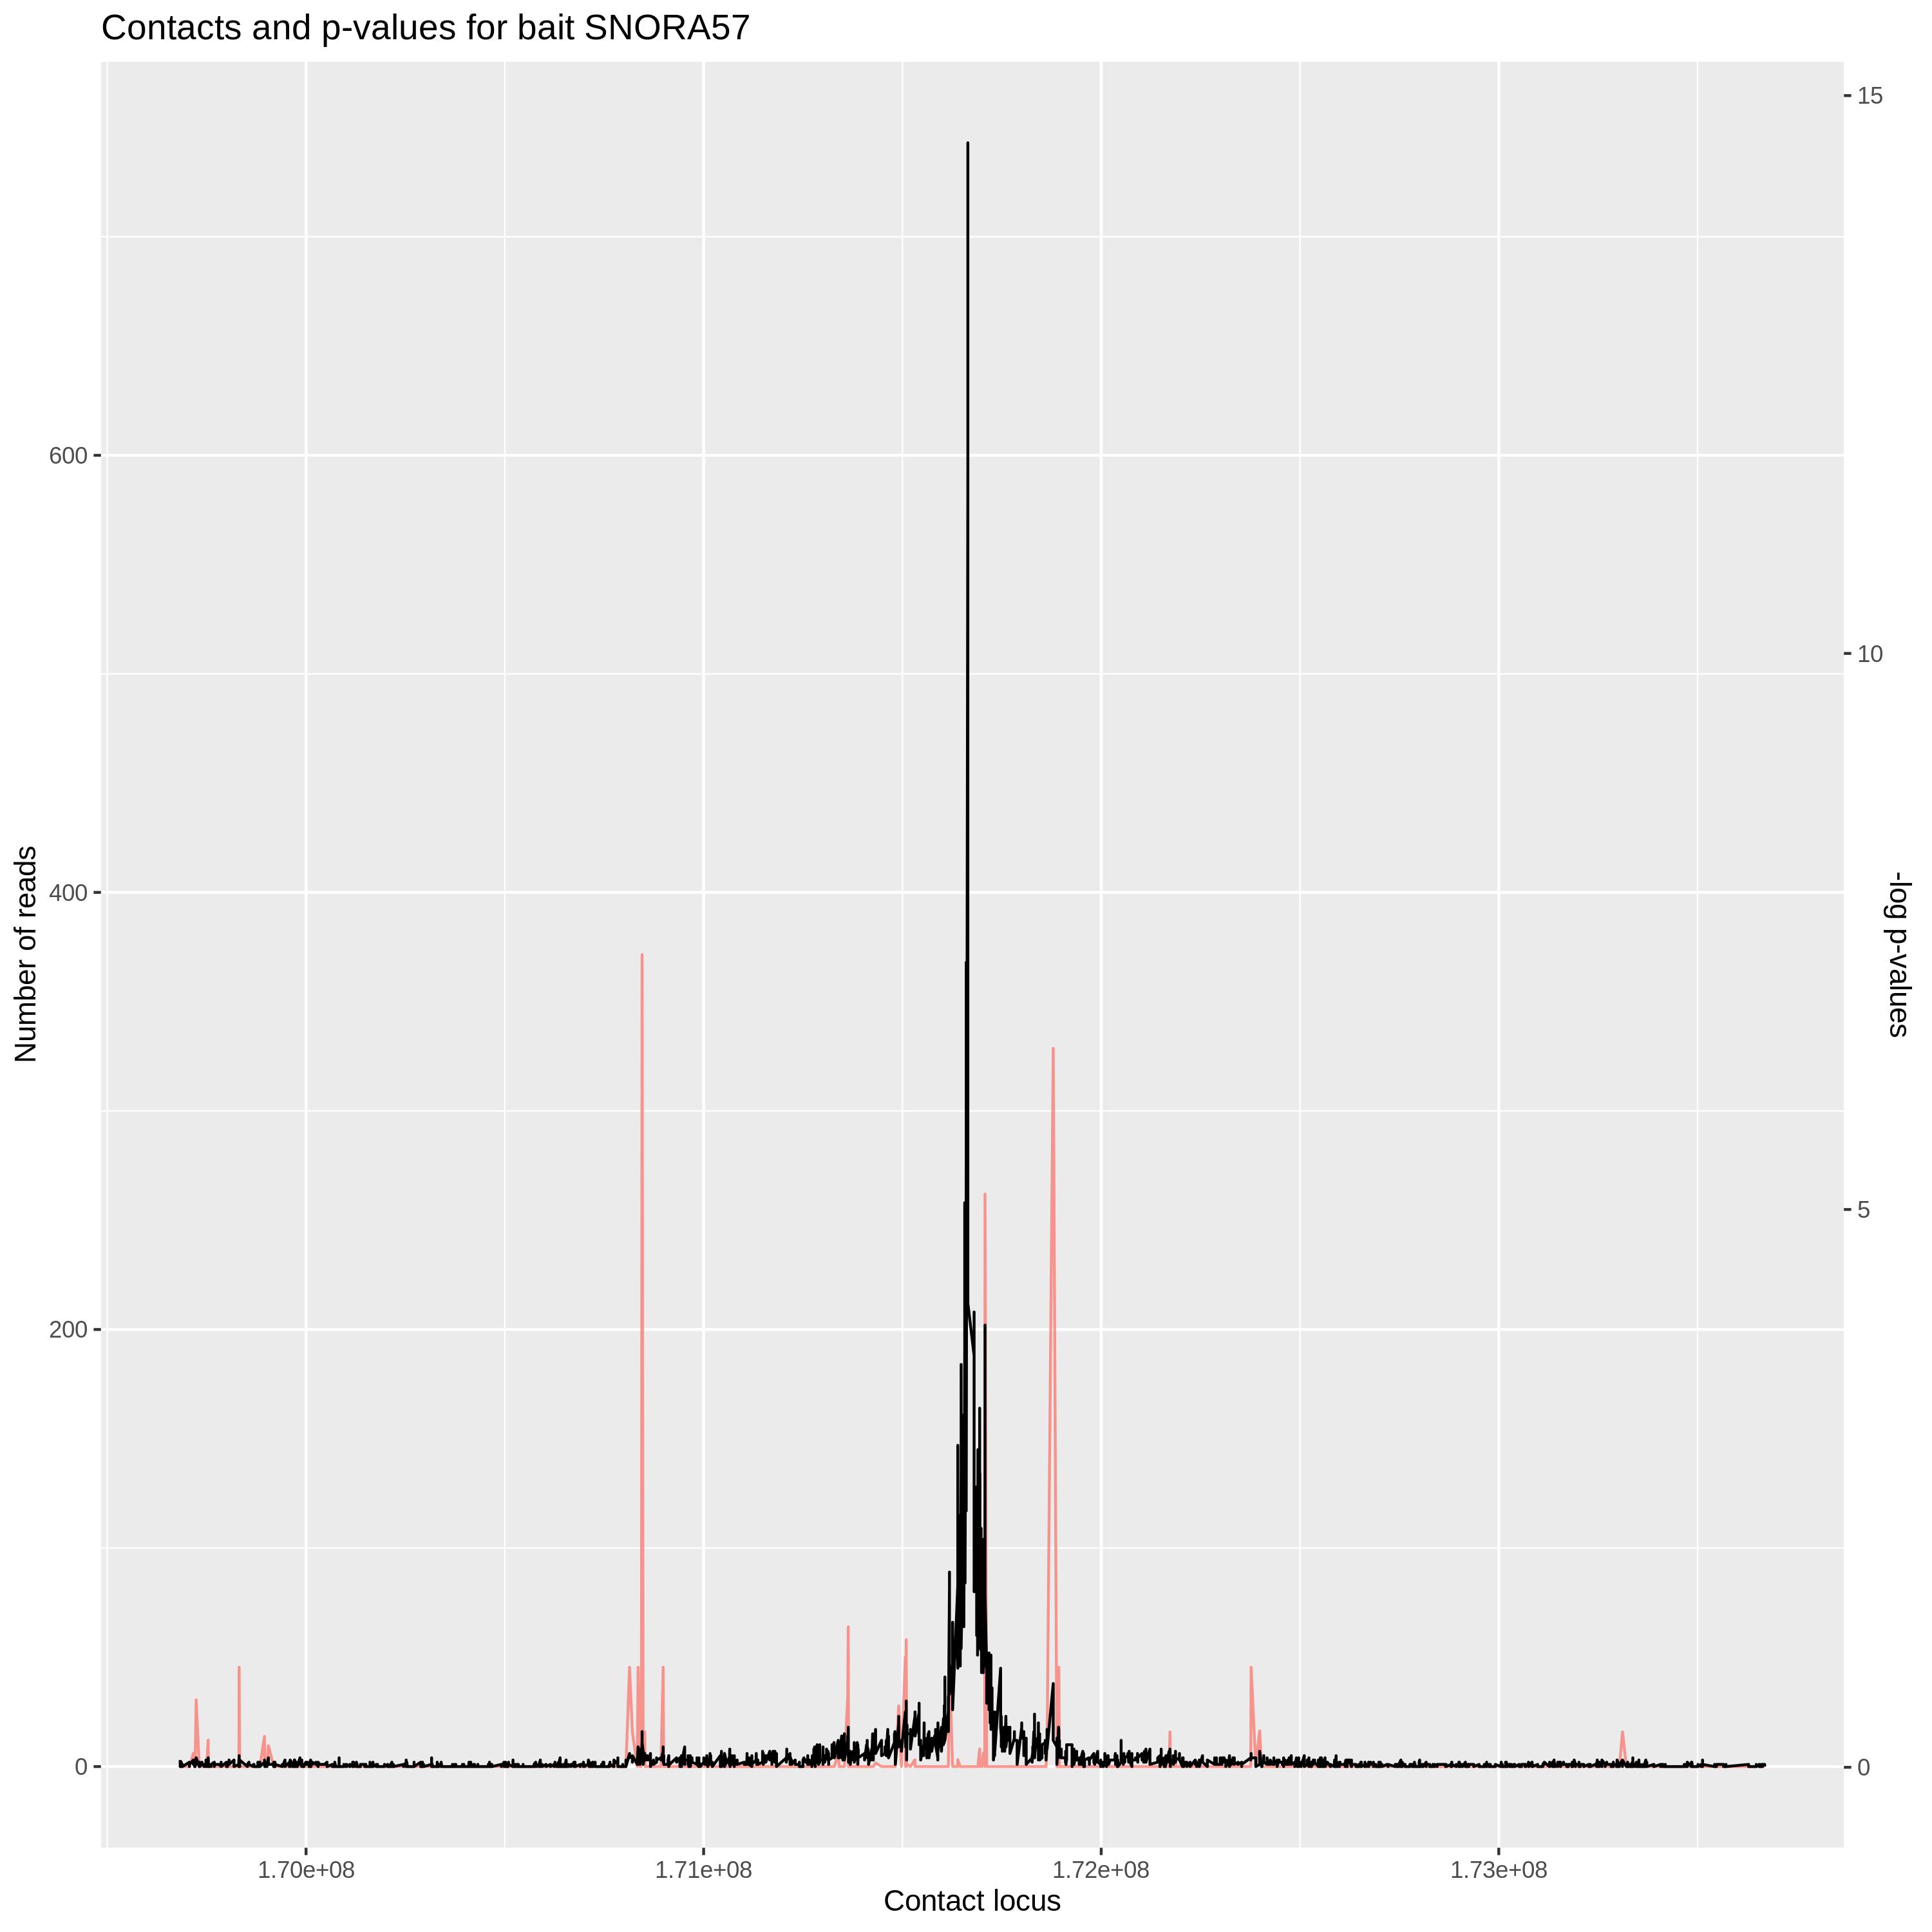 Contacts and p-values for bait SNORA57
Number of reads
600
400
200
0
15
10
5
0
-log p-values
1.70e+08
1.71e+08
1.72e+08
1.73e+08
Contact locus